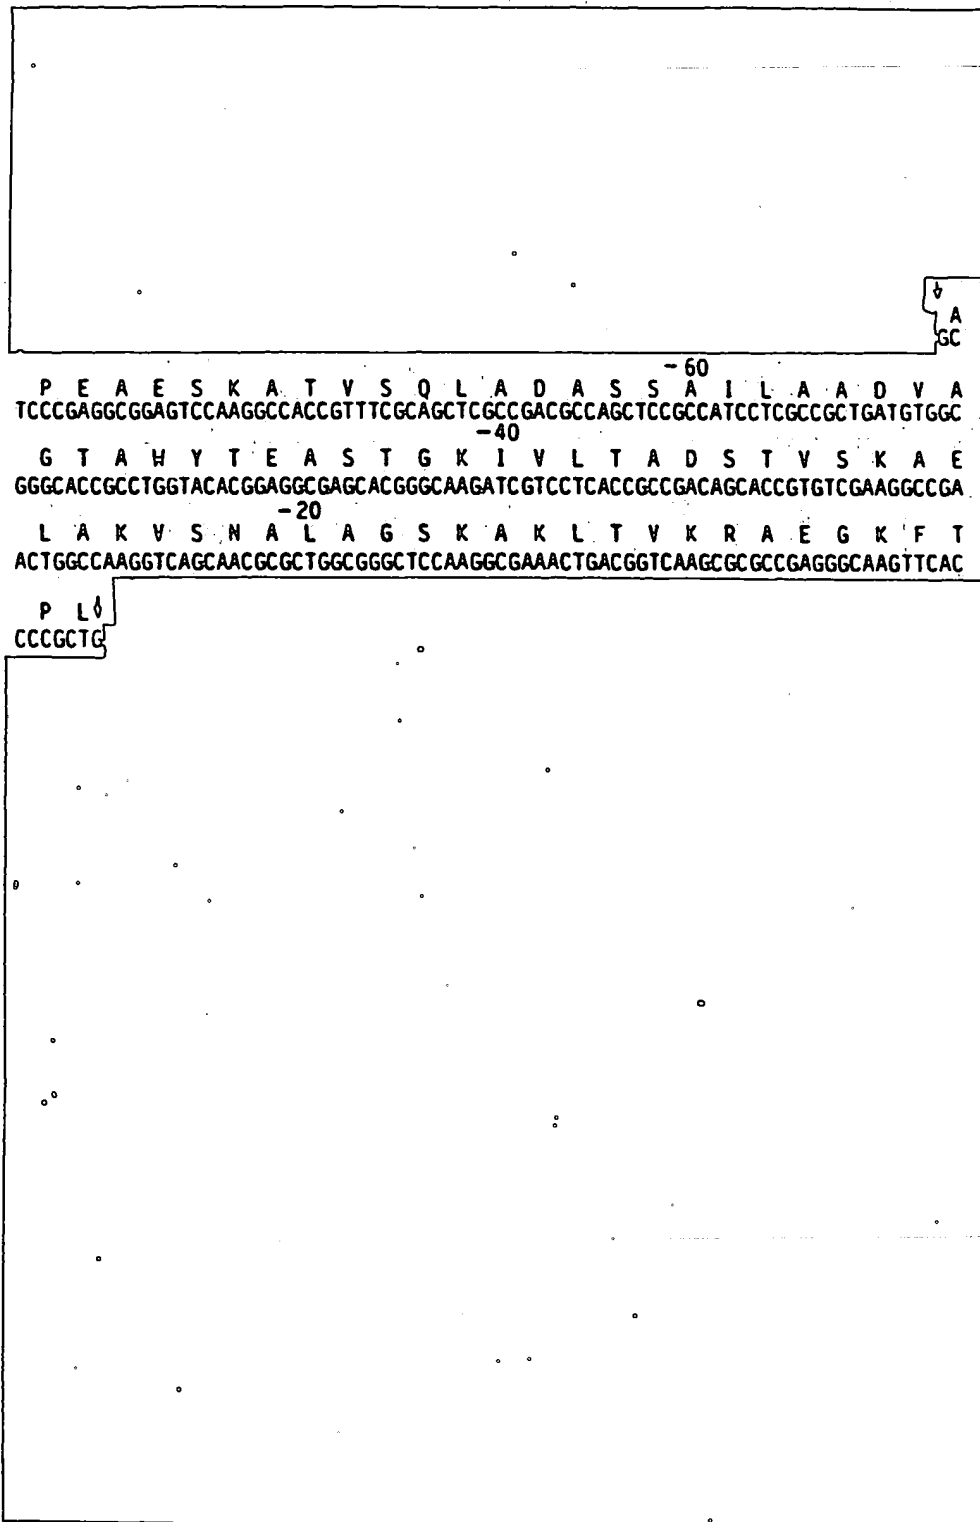 A
GC
-60
P E A E S K A T V S Q L A D A S S A I L A A D V A
TCCCGAGGCGGAGTCCAAGGCCACCGTTTCGCAGCTCGCCGACGCCAGCTCCGCCATCCTCGCCGCTGATGTGGC
-40
G T A W Y T E A S T G K I V L T A D S T V S K A E
GGGCACCGCCTGGTACACGGAGGCGAGCACGGGCAAGATCGTCCTCACCGCCGACAGCACCGTGTCGAAGGCCGA
-20
L A K V S N A L A G S K A K L T V K R A E G K F T
ACTGGCCAAGGTCAGCAACGCGCTGGCGGGCTCCAAGGCGAAACTGACGGTCAAGCGCGCCGAGGGCAAGTTCAC
P L
CCCGCTG